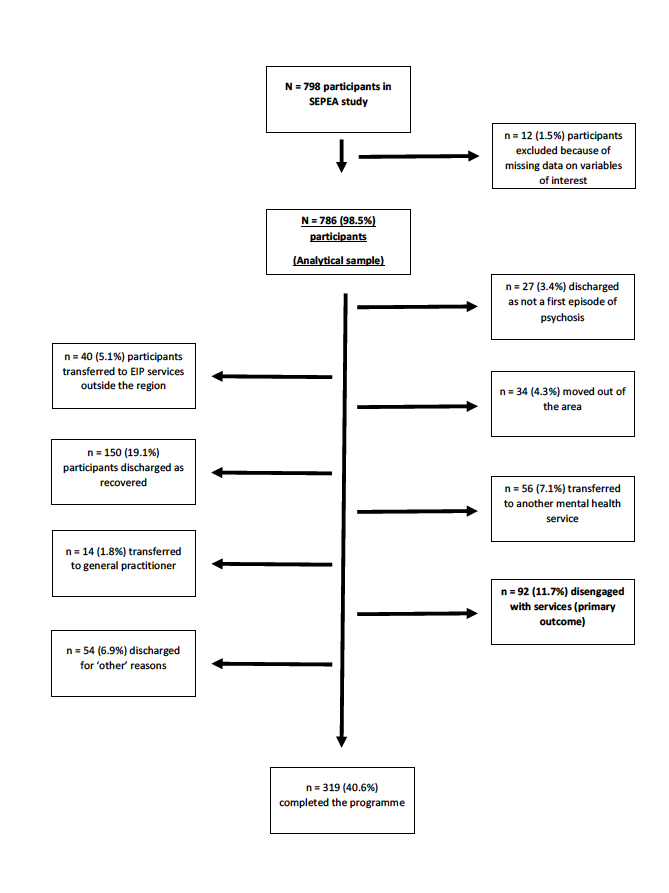 N = 798 participants in
SEPEA study
n = 12 (1.5%) participants
excluded because of
missing data on variables
of interest
N = 786 (98.5%)
participants
(Analytical sample)
n = 27 (3.4%) discharged
as not a first episode of
psychosis
n = 40 (5.1%) participants
transferred to EIP services
outside the region
n = 34 (4.3%) moved out of
the area
n = 150 (19.1%)
participants discharged as
recovered
n = 56 (7.1%) transferred
to another mental health
service
n = 14 (1.8%) transferred
to general practitioner
n = 92 (11.7%) disengaged
with services (primary
outcome)
n = 54 (6.9%) discharged
for ‘other’ reasons
n = 319 (40.6%)
completed the programme